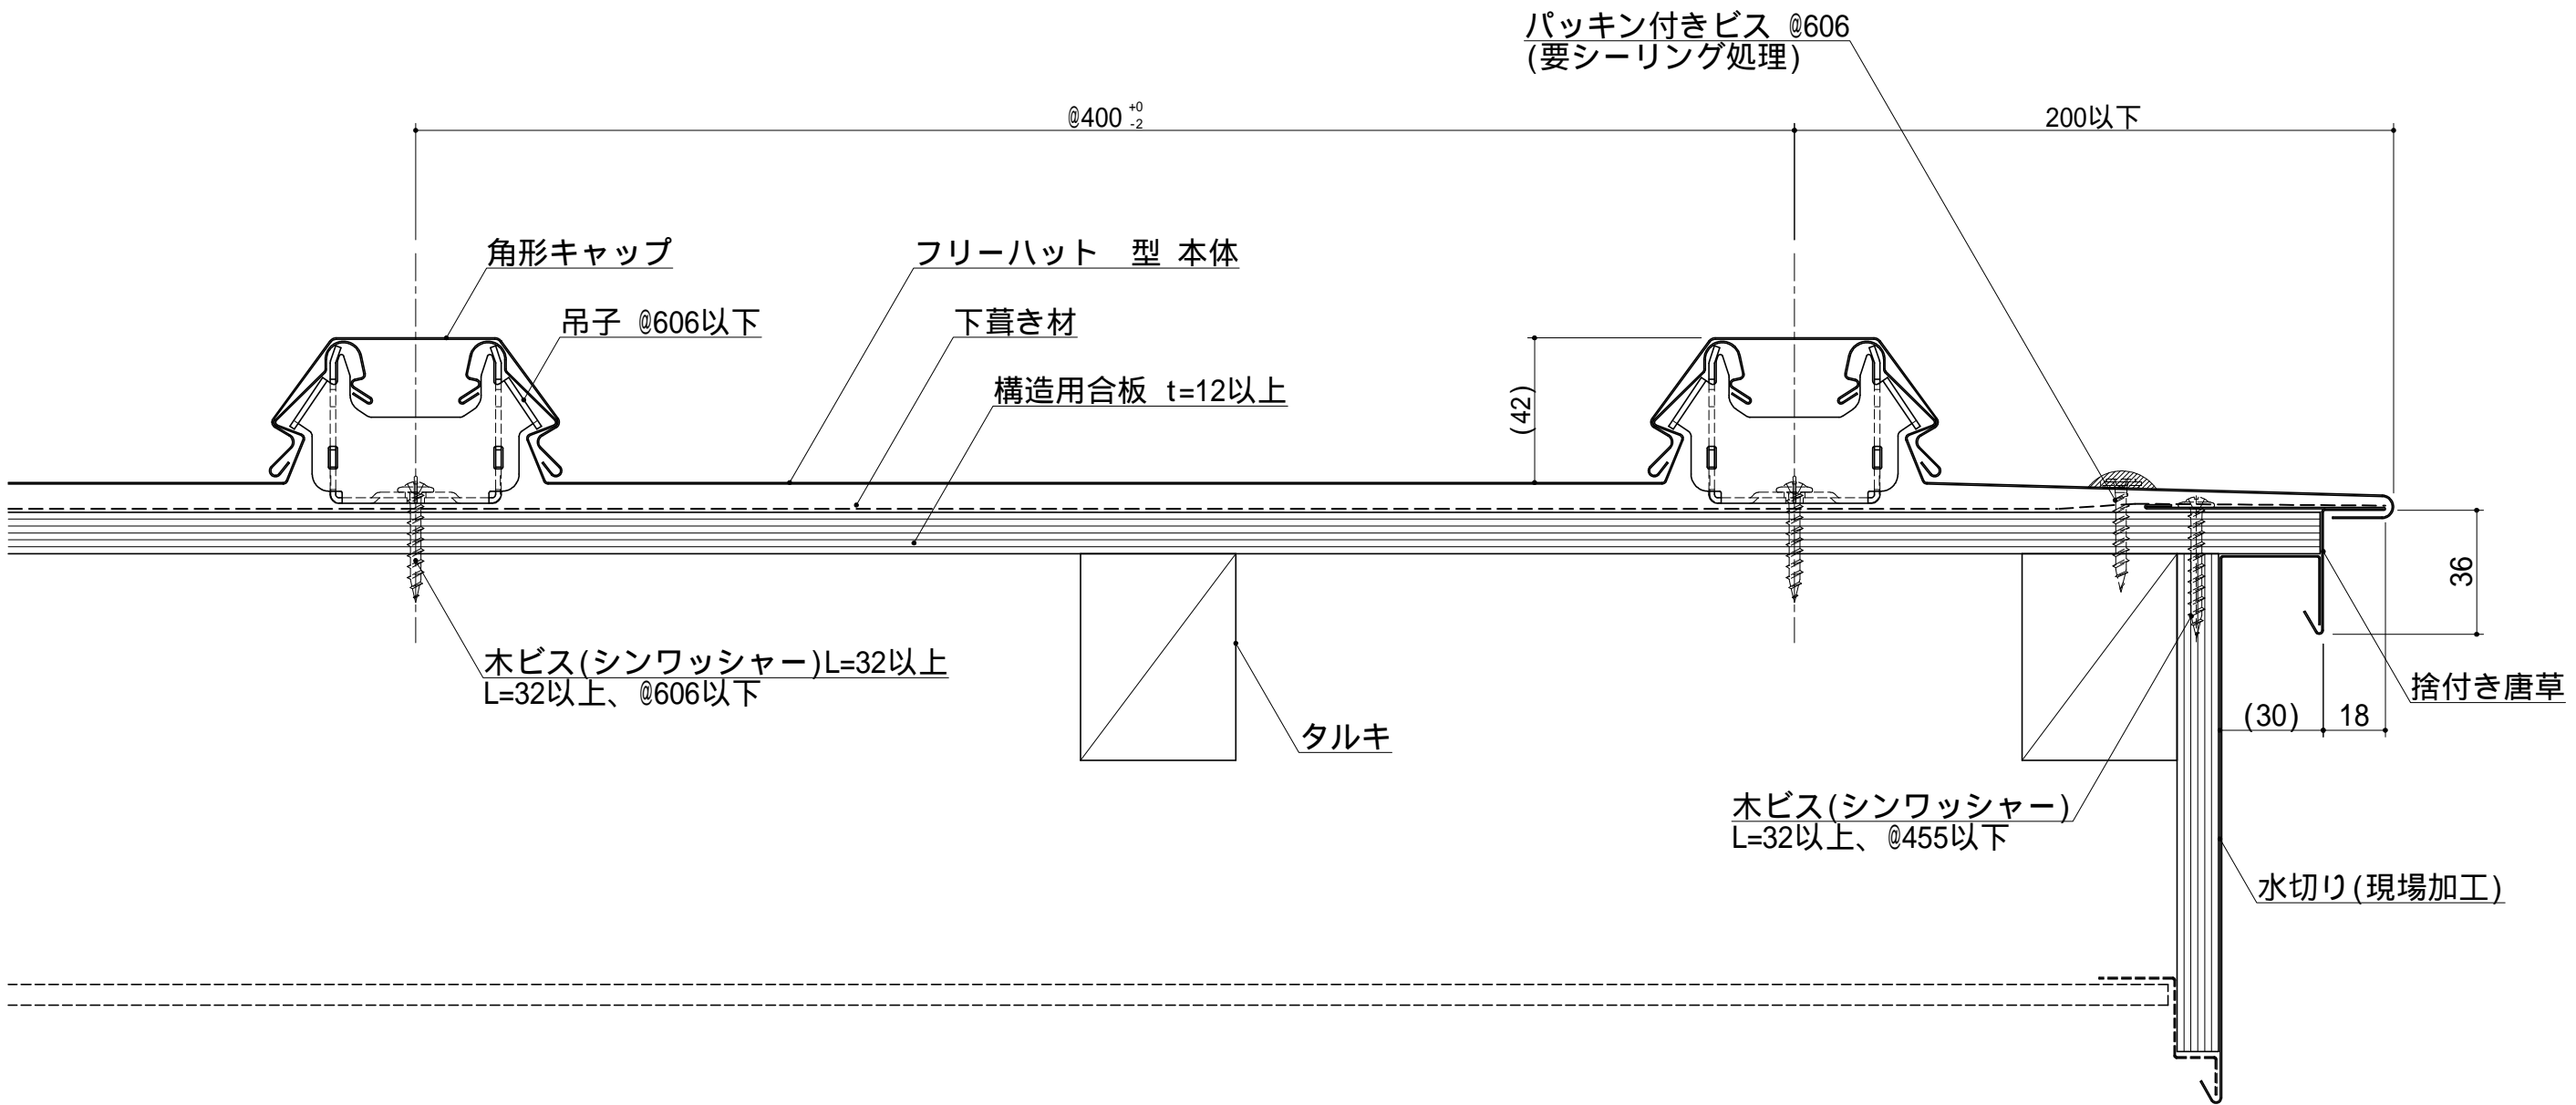 パッキン付きビス @606
(要シーリング処理)
@400 +0 -2
200以下
角形キャップ
フリーハット 型 本体
吊子 @606以下
下葺き材
構造用合板 t=12以上
(42)
36
木ビス(シンワッシャー)L=32以上
L=32以上、@606以下
捨付き唐草
(30)
18
タルキ
木ビス(シンワッシャー)
L=32以上、@455以下
水切り(現場加工)